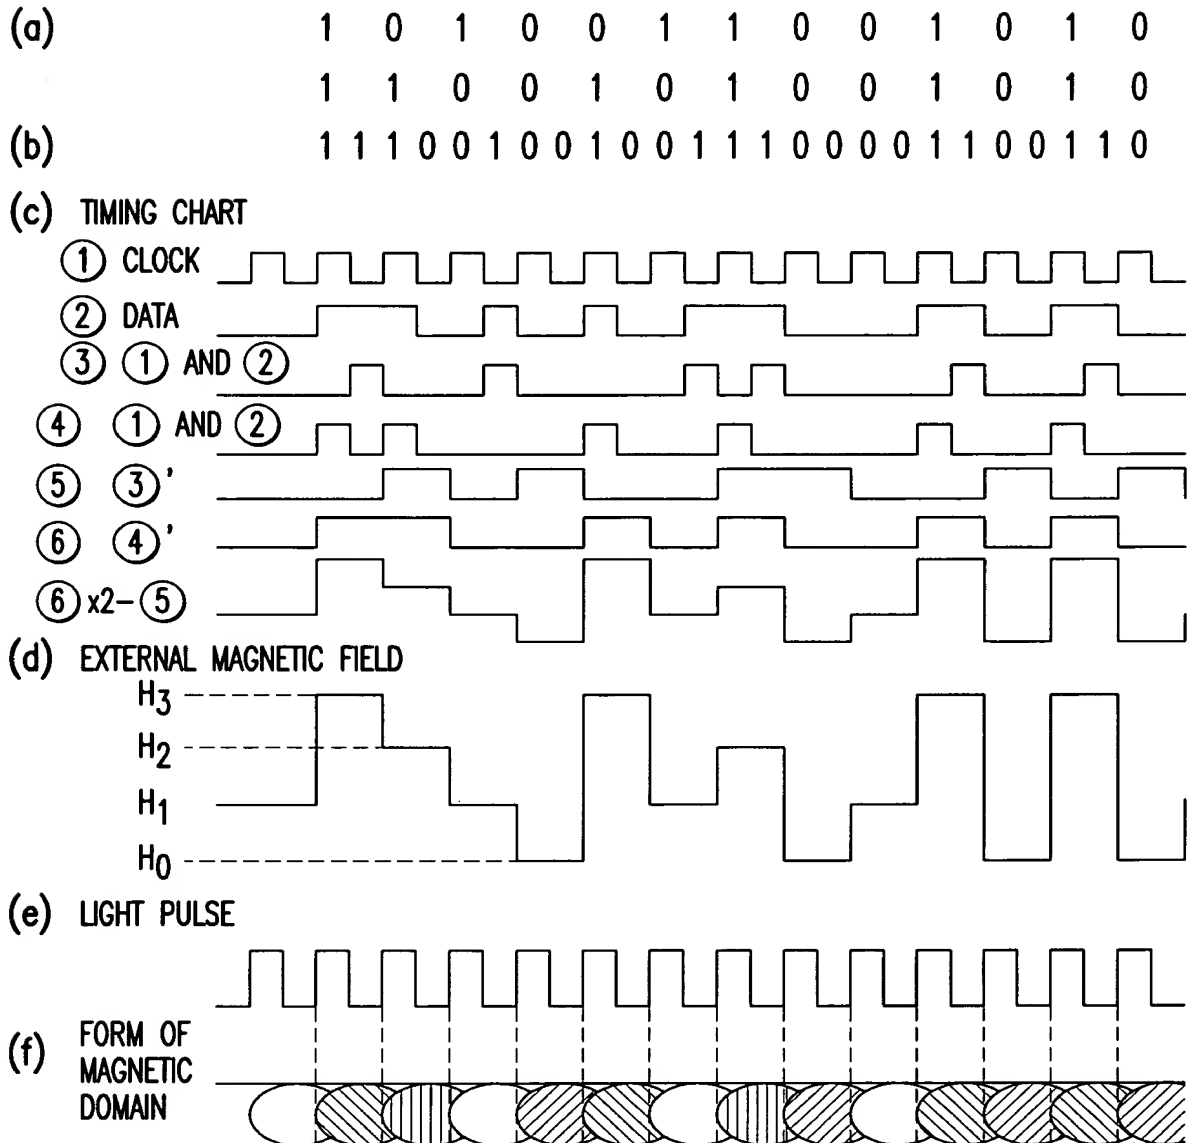 (a) 1 0 1 0 0 1 1 0 0 1 0 1 0
1 1 0 0 1 0 1 0 0 1 0 1 0
(b) 1 1 1 0 0 1 0 0 1 0 0 1 1 1 0 0 0 0 1 1 0 0 1 1 0
(c) TIMING CHART
① CLOCK
② DATA
③ ① AND ②
④ ① AND ②
⑤ ③'
⑥ ④'
⑥x2-⑤
(d) EXTERNAL MAGNETIC FIELD
H3
H2
H1
H0
(e) LIGHT PULSE
(f) FORM OF
MAGNETIC
DOMAIN